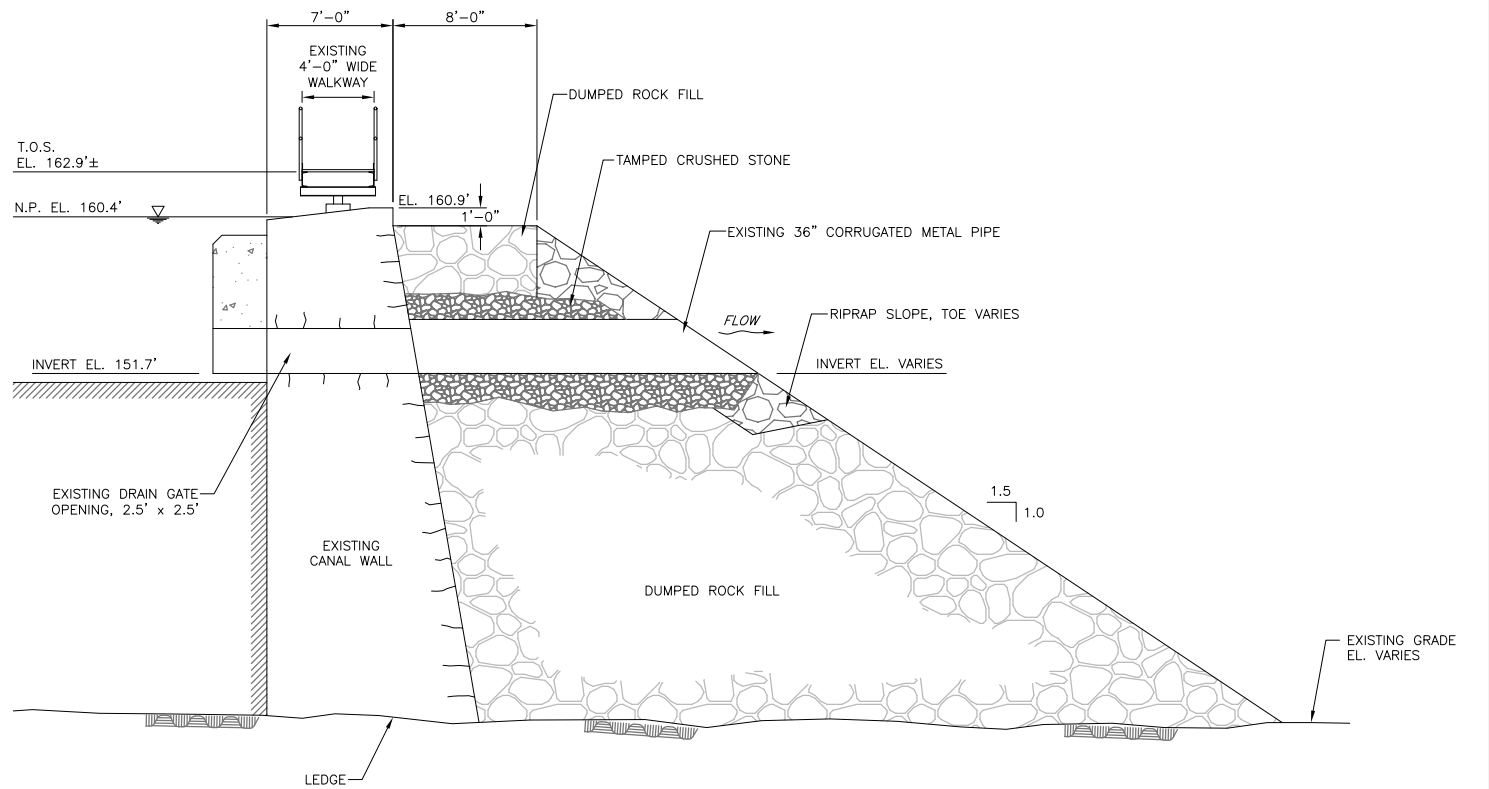 7'-0"
8'-0"
EXISTING
4'-0" WIDE
WALKWAY
DUMPED ROCK FILL
T.O.S.
EL. 162.9'±
TAMPED CRUSHED STONE
N.P. EL. 160.4'
EL. 160.9'
1'-0"
EXISTING 36" CORRUGATED METAL PIPE
FLOW
RIPRAP SLOPE, TOE VARIES
INVERT EL. 151.7'
INVERT EL. VARIES
EXISTING DRAIN GATE
OPENING, 2.5' x 2.5'
1.5
1.0
EXISTING
CANAL WALL
DUMPED ROCK FILL
EXISTING GRADE
EL. VARIES
LEDGE